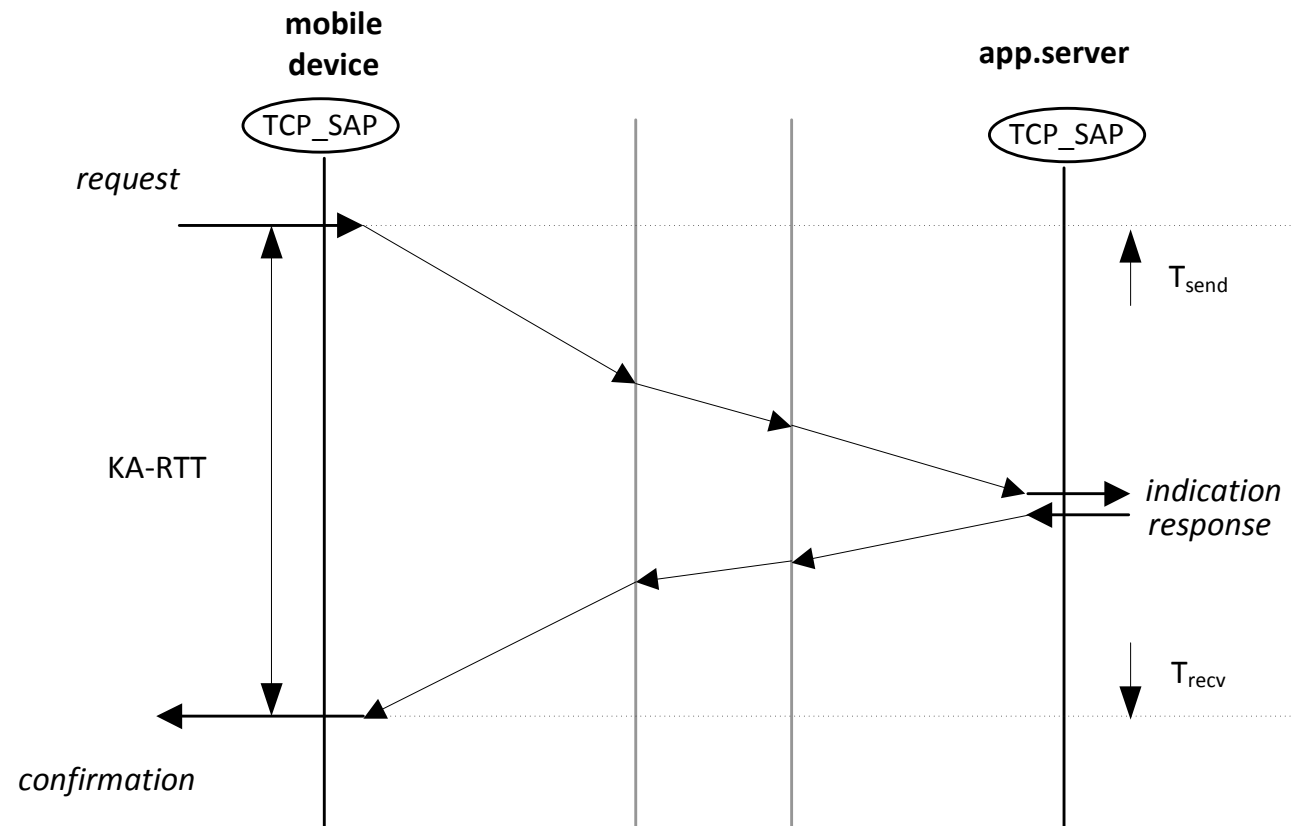 mobile
device
app.server
TCP_SAP
TCP_SAP
request
Tsend
KA-RTT
indication
response
Trecv
confirmation